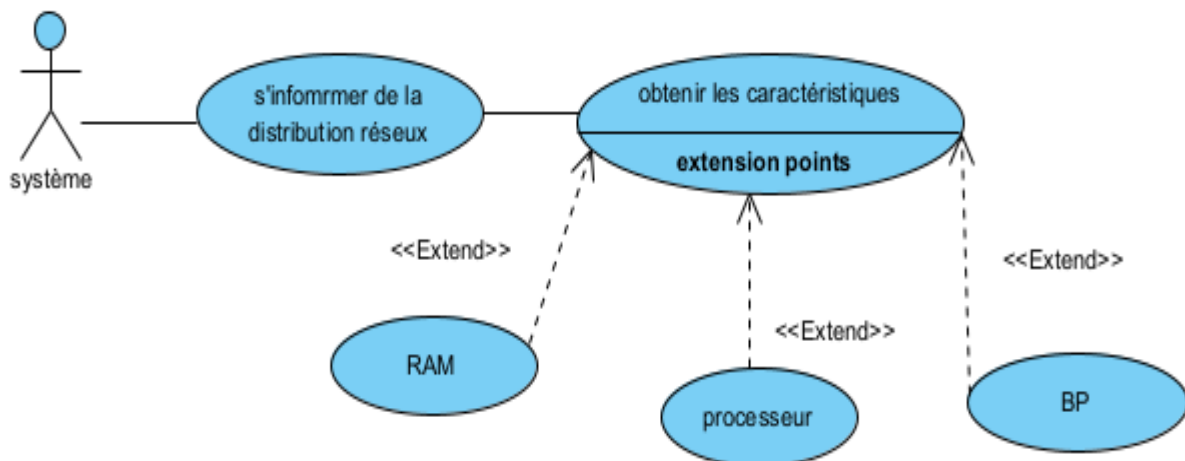 s'infomrmer de la
distribution réseux
obtenir les caractéristiques
extension points
système
<<Extend>>
<<Extend>>
<<Extend>>
RAM
processeur
BP